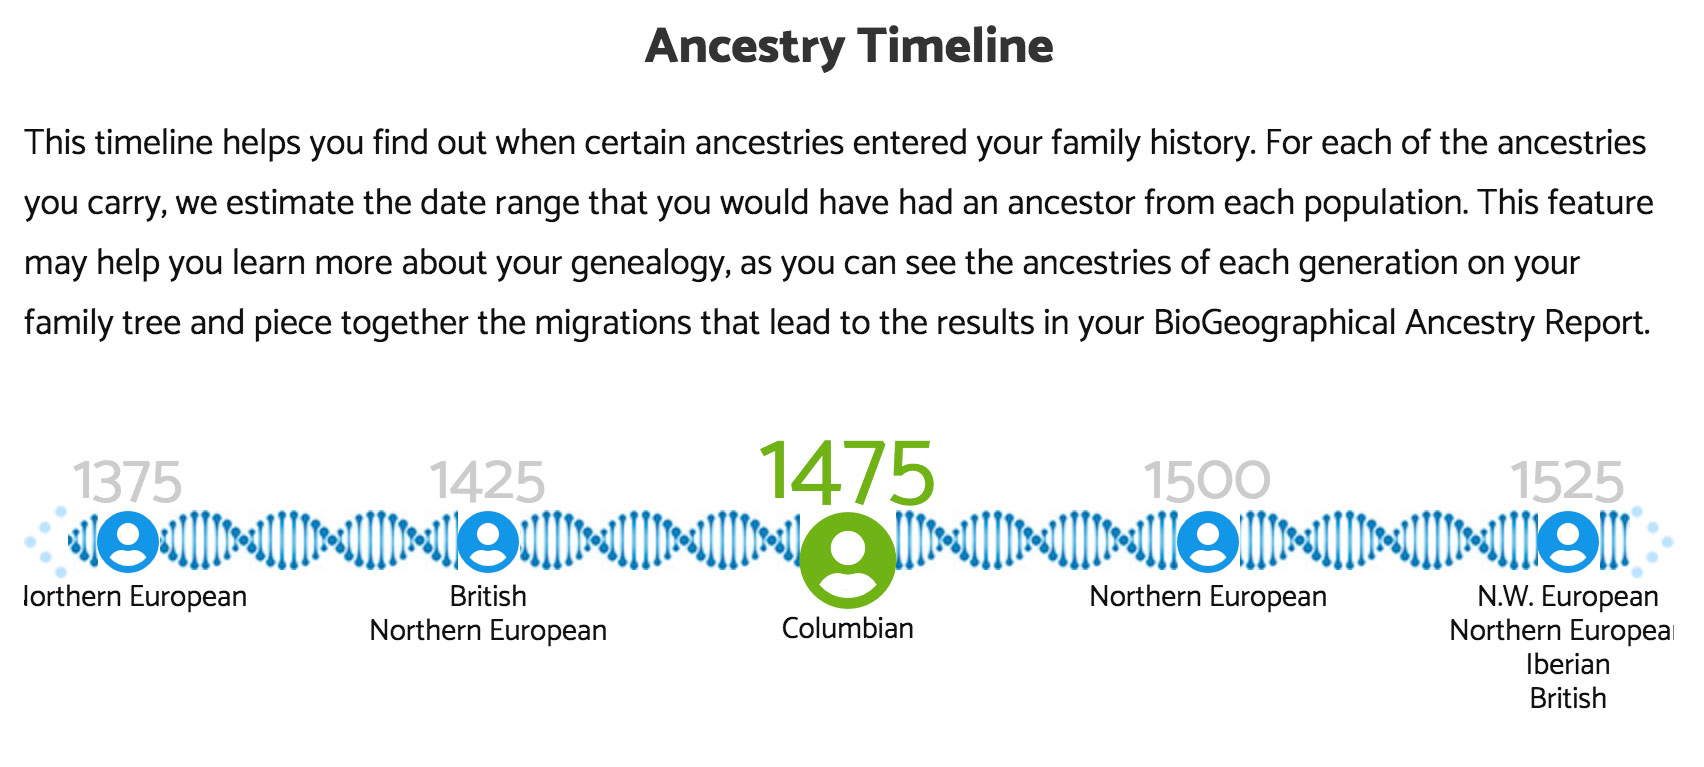 Ancestry Timeline
This timeline helps you find out when certain ancestries entered your family history. For each of the ancestries
you carry, we estimate the date range that you would have had an ancestor from each population. This feature
may help you learn more about your genealogy, as you can see the ancestries of each generation on your
family tree and piece together the migrations that lead to the results in your BioGeographical Ancestry Report.
1375
Northern European
1425
British
Northern European
1475
Columbian
1500
Northern European
1525
N.W. European
Northern European
Iberian
British